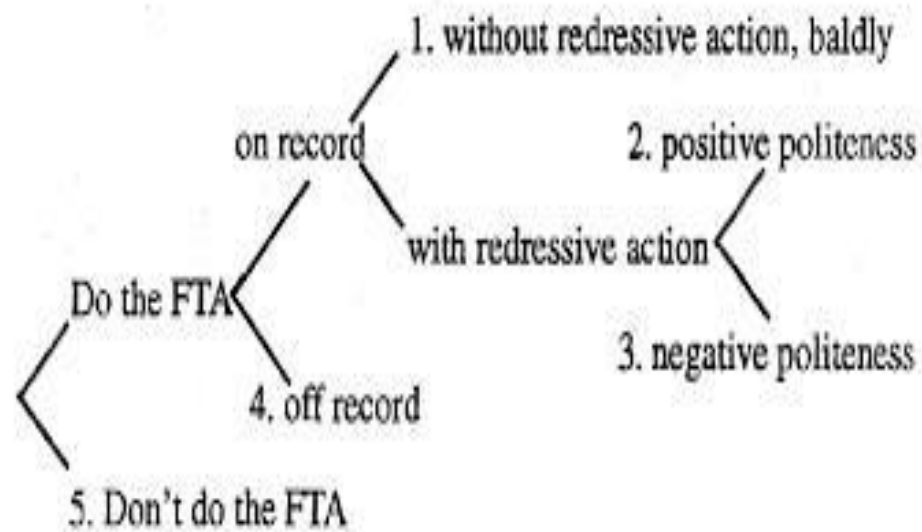 1. without redressive action, baldly
on record
2. positive politeness
with redressive action
Do the FTA
3. negative politeness
4. off record
5. Don't do the FTA